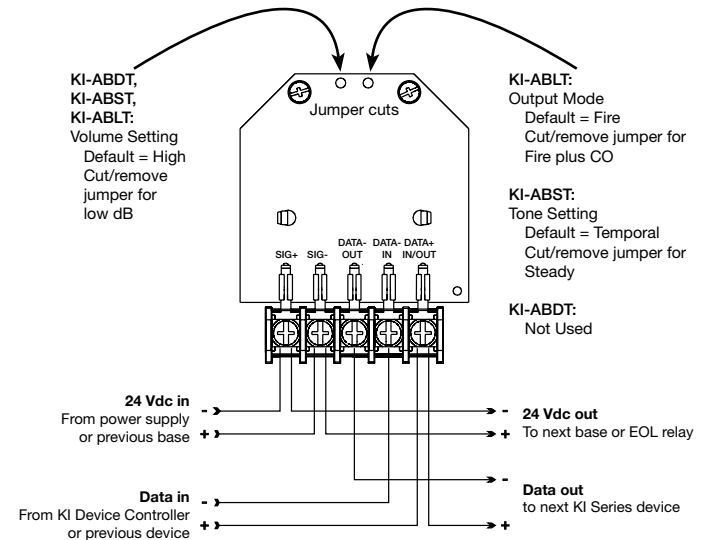 KI-ABDT,
KI-ABST,
KI-ABLT:
Volume Setting
Default = High
Cut/remove
jumper for
low dB
Jumper cuts
KI-ABLT:
Output Mode
Default = Fire
Cut/remove jumper for
Fire plus CO
KI-ABST:
Tone Setting
Default = Temporal
Cut/remove jumper for
Steady
KI-ABDT:
Not Used
SIG+ SIG- DATA- OUT DATA- IN DATA+ IN/OUT
24 Vdc in
From power supply
or previous base
-
+
- 24 Vdc out
+ To next base or EOL relay
Data in
From KI Device Controller
or previous device
-
+
-
Data out
to next KI Series device
+